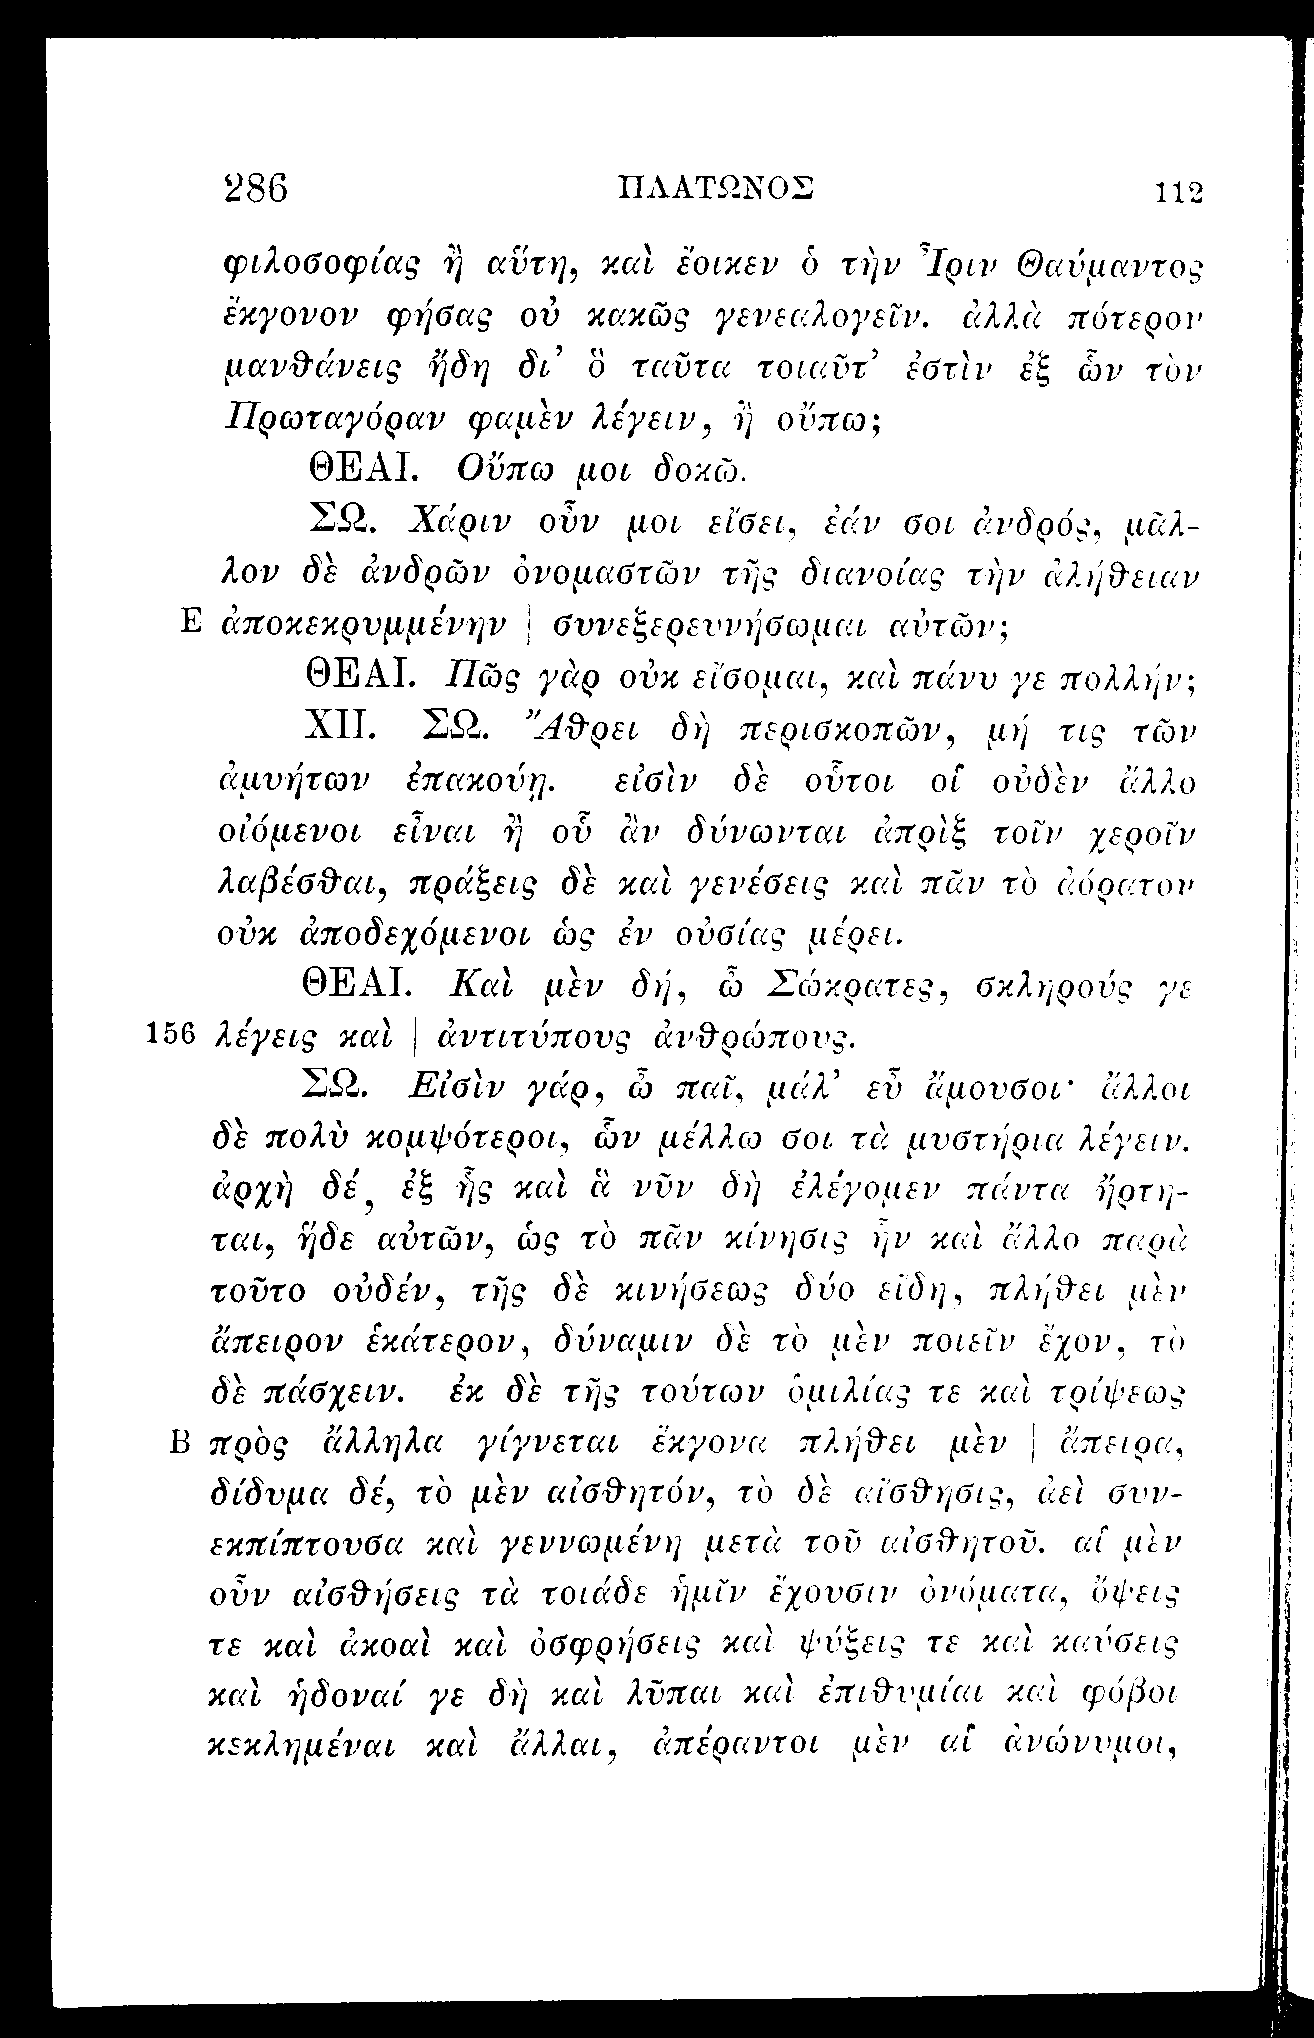 286 ΠΛΑΤΩΝΟΣ 112
φιλοσοφίας ἢ αὕτη, καὶ ἔοικεν ὁ τὴν Ἶριν Θαύμαντος
ἔκγονον φήσας οὐ κακῶς γενεαλογεῖν. ἀλλὰ πότερον
μανθάνεις ἤδη δι’ ὃ ταῦτα τοιαῦτ’ ἐστὶν ἐξ ὧν τὸν
Πρωταγόραν φαμὲν λέγειν, ἢ οὔπω;
ΘΕΑΙ. Οὔπω μοι δοκῶ.
ΣΩ. Χάριν οὖν μοι εἴσει, ἐάν σοι ἀνδρός, μᾶλ-
λον δὲ ἀνδρῶν ὀνομαστῶν τῆς διανοίας τὴν ἀλήθειαν
E ἀποκεκρυμμένην | συνεξερευνήσωμαι αὐτῶν;
ΘΕΑΙ. Πῶς γὰρ οὐκ εἴσομαι, καὶ πάνυ γε πολλήν;
XII. ΣΩ. Ἄθρει δὴ περισκοπῶν, μή τις τῶν
ἀμυήτων ἐπακούῃ. εἰσὶν δὲ οὗτοι οἳ οὐδὲν ἄλλο
οἰόμενοι εἶναι ἢ οὗ ἂν δύνωνται ἀπρὶξ τοῖν χεροῖν
λαβέσθαι, πράξεις δὲ καὶ γενέσεις καὶ πᾶν τὸ ἀόρατον
οὐκ ἀποδεχόμενοι ὡς ἐν οὐσίας μέρει.
ΘΕΑΙ. Καὶ μὲν δή, ὦ Σώκρατες, σκληρούς γε
156 λέγεις καὶ | ἀντιτύπους ἀνθρώπους.
ΣΩ. Εἰσὶν γάρ, ὦ παῖ, μάλ’ εὖ ἄμουσοι· ἄλλοι
δὲ πολὺ κομψότεροι, ὧν μέλλω σοι τὰ μυστήρια λέγειν.
ἀρχὴ δέ, ἐξ ἧς καὶ ἃ νῦν δὴ ἐλέγομεν πάντα ἤρτη-
ται, ἥδε αὐτῶν, ὡς τὸ πᾶν κίνησις ἦν καὶ ἄλλο παρὰ
τοῦτο οὐδέν, τῆς δὲ κινήσεως δύο εἴδη, πλήθει μὲν
ἄπειρον ἑκάτερον, δύναμιν δὲ τὸ μὲν ποιεῖν ἔχον, τὸ
δὲ πάσχειν. ἐκ δὲ τῆς τούτων ὁμιλίας τε καὶ τρίψεως
B πρὸς ἄλληλα γίγνεται ἔκγονα πλήθει μὲν | ἄπειρα,
δίδυμα δέ, τὸ μὲν αἰσθητόν, τὸ δὲ αἴσθησις, ἀεὶ συν-
εκπίπτουσα καὶ γεννωμένη μετὰ τοῦ αἰσθητοῦ. αἱ μὲν
οὖν αἰσθήσεις τὰ τοιάδε ἡμῖν ἔχουσιν ὀνόματα, ὄψεις
τε καὶ ἀκοαὶ καὶ ὀσφρήσεις καὶ ψύξεις τε καὶ καύσεις
καὶ ἡδοναί γε δὴ καὶ λῦπαι καὶ ἐπιθυμίαι καὶ φόβοι
κεκλημέναι καὶ ἄλλαι, ἀπέραντοι μὲν αἱ ἀνώνυμοι,